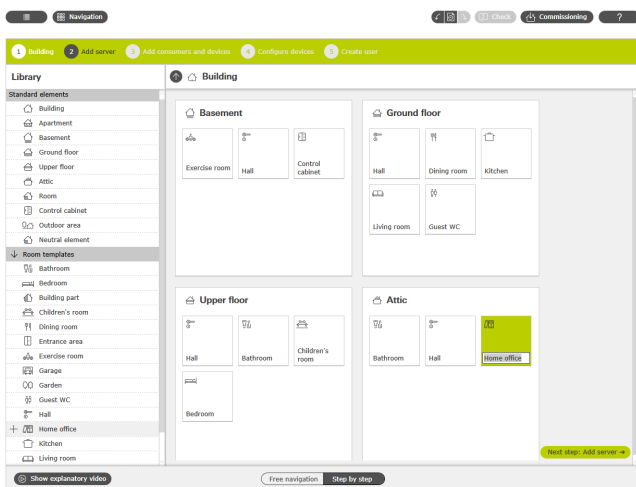 Navigation
Check
Commissioning
?
1 Building 2 Add server 3 Add consumers and devices 4 Configure devices 5 Create user
Library
Building
Standard elements
Building
Apartment
Basement
Ground floor
Upper floor
Attic
Room
Control cabinet
Outdoor area
Neutral element
Room templates
Bathroom
Bedroom
Building part
Children's room
Dining room
Entrance area
Exercise room
Garage
Garden
Guest WC
Hall
Home office
Kitchen
Living room
Basement
Exercise room
Hall
Control
cabinet
Ground floor
Hall
Dining room
Kitchen
Living room
Guest WC
Upper floor
Hall
Bathroom
Children's
room
Bedroom
Attic
Bathroom
Hall
Home office
Next step: Add server
Show explanatory video
Free navigation
Step by step